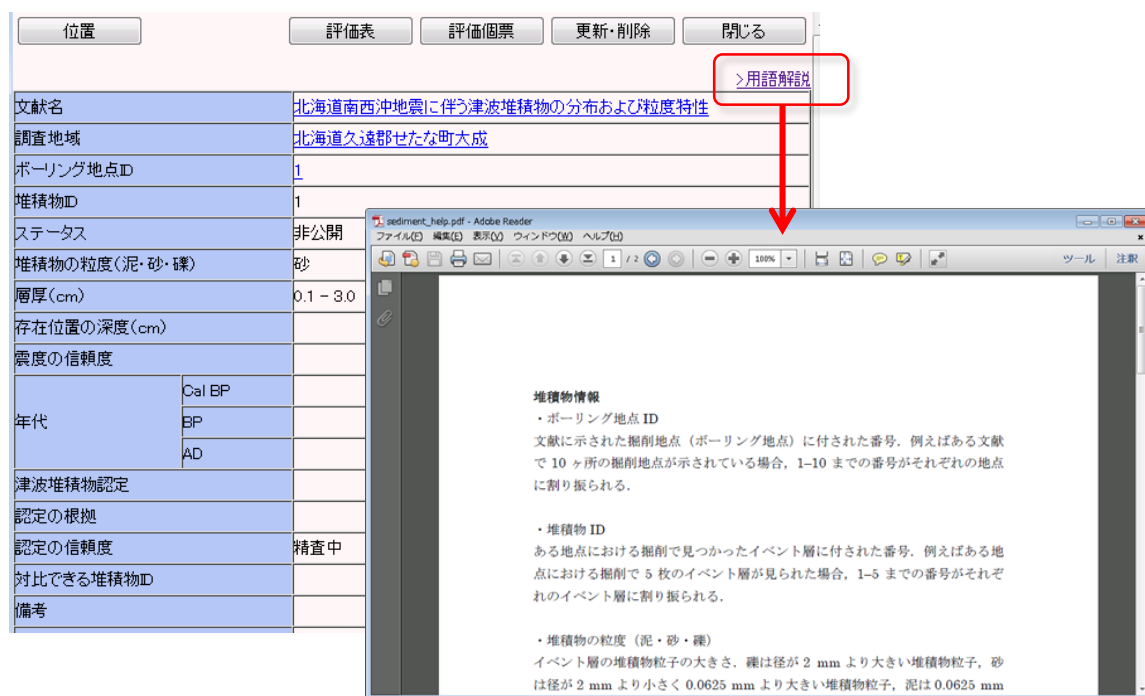 位置 評価表 評価個票 更新・削除 閉じる
>用語解説
文献名 北海道南西沖地震に伴う津波堆積物の分布および粒度特性
調査地域 北海道久遠郡せたな町大成
ボーリング地点ID 1
堆積物ID 1
ステータス 非公開
堆積物の粒度(泥・砂・礫) 砂
層厚(cm) 0.1 - 3.0
存在位置の深度(cm)
震度の信頼度
年代 Cal BP
BP
AD
津波堆積物認定
認定の根拠
認定の信頼度 精査中
対比できる堆積物ID
備考
sediment_help.pdf - Adobe Reader
ファイル(F) 編集(E) 表示(V) ウィンドウ(W) ヘルプ(H)
1 / 2 100% ツール 注釈
堆積物情報
・ボーリング地点 ID
文献に示された掘削地点（ボーリング地点）に付された番号．例えばある文献
で 10 ヶ所の掘削地点が示されている場合，1–10 までの番号がそれぞれの地点
に割り振られる．
・堆積物 ID
ある地点における掘削で見つかったイベント層に付された番号．例えばある地
点における掘削で 5 枚のイベント層が見られた場合，1–5 までの番号がそれぞ
れのイベント層に割り振られる．
・堆積物の粒度（泥・砂・礫）
イベント層の堆積物粒子の大きさ．礫は径が 2 mm より大きい堆積物粒子，砂
は径が 2 mm より小さく 0.0625 mm より大きい堆積物粒子，泥は 0.0625 mm